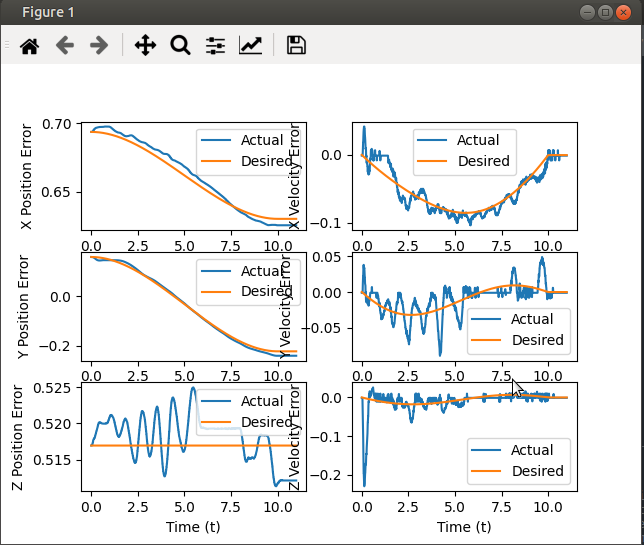 Figure 1
X Position Error
0.70
0.65
Actual
Desired
0.0 2.5 5.0 7.5 10.0
X Velocity Error
0.0
−0.1
Actual
Desired
0.0 2.5 5.0 7.5 10.0
Y Position Error
0.0
−0.2
Actual
Desired
0.0 2.5 5.0 7.5 10.0
Y Velocity Error
0.05
0.00
−0.05
Actual
Desired
0.0 2.5 5.0 7.5 10.0
Z Position Error
0.525
0.520
0.515
Actual
Desired
0.0 2.5 5.0 7.5 10.0
Time (t)
Z Velocity Error
0.0
−0.1
−0.2
Actual
Desired
0.0 2.5 5.0 7.5 10.0
Time (t)